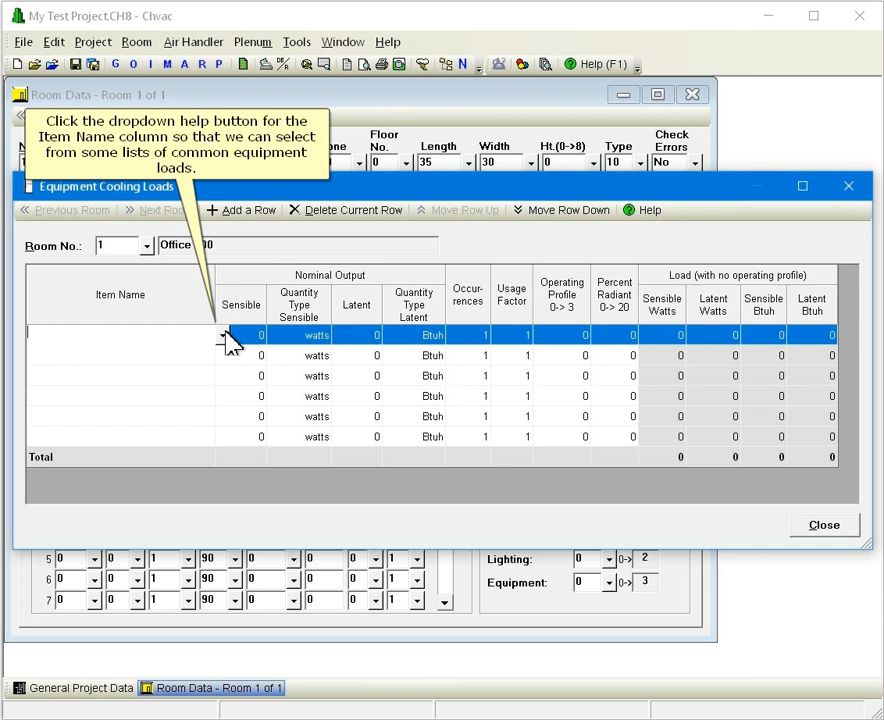 My Test Project.CH8 - Chvac
File Edit Project Room Air Handler Plenum Tools Window Help
G O I M A R P N Help (F1)
Room Data - Room 1 of 1
Click the dropdown help button for the
Item Name column so that we can select
from some lists of common equipment
loads.
Floor Check
No. Length Width Ht.(0->8) Type Errors
0 35 30 0 10 No
Equipment Cooling Loads
Previous Room Next Add a Row Delete Current Row Move Row Up Move Row Down Help
Room No.: 1 Office
Nominal Output Load (with no operating profile)
Item Name Sensible Quantity Type Sensible Latent Quantity Type Latent Occur-rences Usage Factor Operating Profile 0-> 3 Percent Radiant 0-> 20 Sensible Watts Latent Watts Sensible Btuh Latent Btuh
0 watts 0 Btuh 1 1 0 0 0 0 0 0
0 watts 0 Btuh 1 1 0 0 0 0 0 0
0 watts 0 Btuh 1 1 0 0 0 0 0 0
0 watts 0 Btuh 1 1 0 0 0 0 0 0
0 watts 0 Btuh 1 1 0 0 0 0 0 0
0 watts 0 Btuh 1 1 0 0 0 0 0 0
Total 0 0 0 0
Close
5 0 0 1 90 0 0 0 1 Lighting: 0 0-> 2
6 0 0 1 90 0 0 0 1 Equipment: 0 0-> 3
7 0 0 1 90 0 0 0 1
General Project Data Room Data - Room 1 of 1